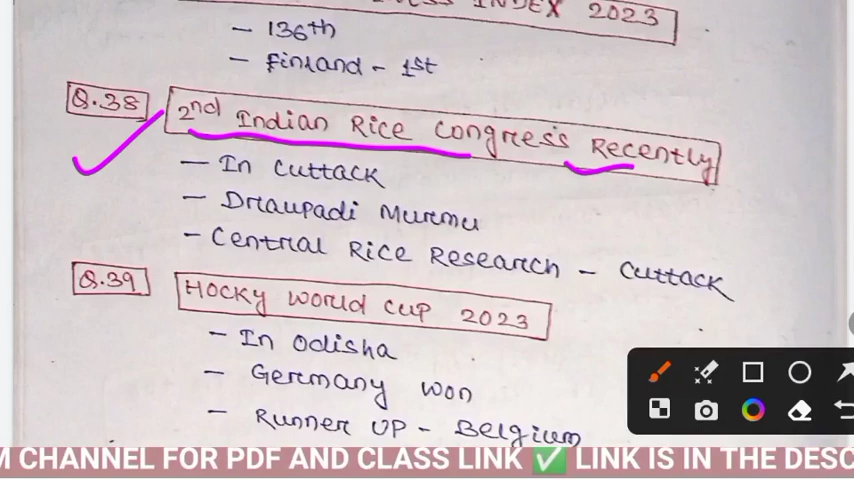 INDEX 2023
- 136th
- Finland - 1st
Q.38 2nd Indian Rice Congress Recently
- In Cuttack
- Draupadi Murmu
- Central Rice Research - Cuttack
Q.39 Hocky World Cup 2023
- In Odisha
- Germany won
- Runner Up - Belgium
M CHANNEL FOR PDF AND CLASS LINK ✅ LINK IS IN THE DESC